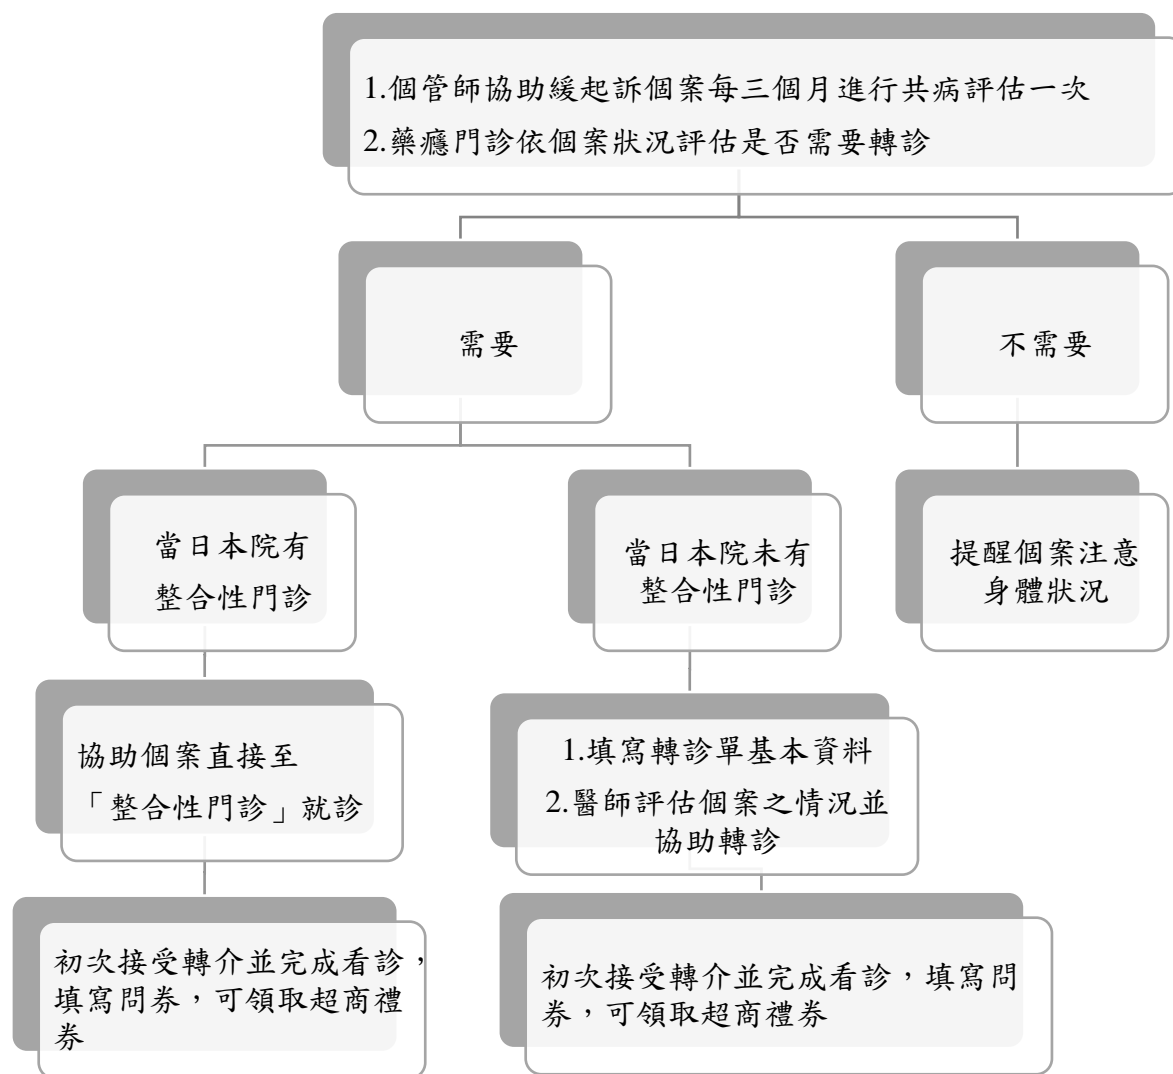 1.個管師協助緩起訴個案每三個月進行共病評估一次
2.藥癮門診依個案狀況評估是否需要轉診
需要
不需要
當日本院有
整合性門診
當日本院未有
整合性門診
提醒個案注意
身體狀況
協助個案直接至
「整合性門診」就診
1.填寫轉診單基本資料
2.醫師評估個案之情況並
協助轉診
初次接受轉介並完成看診，
填寫問券，可領取超商禮
券
初次接受轉介並完成看診，填寫問
券，可領取超商禮券